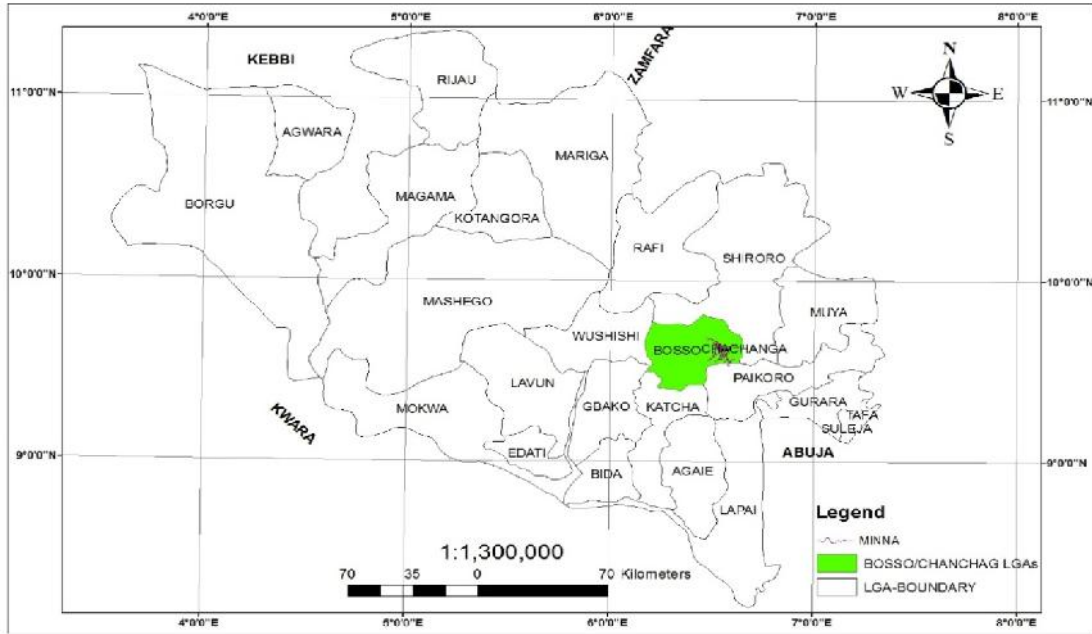 4°0'0"E 5°0'0"E 6°0'0"E 7°0'0"E 8°0'0"E
KEBBI
ZAMFARA
N
W E
S
11°0'0"N 11°0'0"N
RIJAU
AGWARA
MARIGA
MAGAMA
BORGU
KOTANGORA
RAFI
SHIRORO
10°0'0"N 10°0'0"N
MASHEGO
MUYA
WUSHISHI
BOSSO CHACHANGA
PAIKORO
LAVUN
GURARA
MOKWA
GBAKO
KATCHA
TAFA
SULEJA
KWARA
EDATI
ABUJA
9°0'0"N 9°0'0"N
BIDA
AGAIE
LAPAI
Legend
MINNA
BOSSO/CHANCHAG LGAs
LGA-BOUNDARY
1:1,300,000
70 35 0 70 Kilometers
4°0'0"E 5°0'0"E 6°0'0"E 7°0'0"E 8°0'0"E